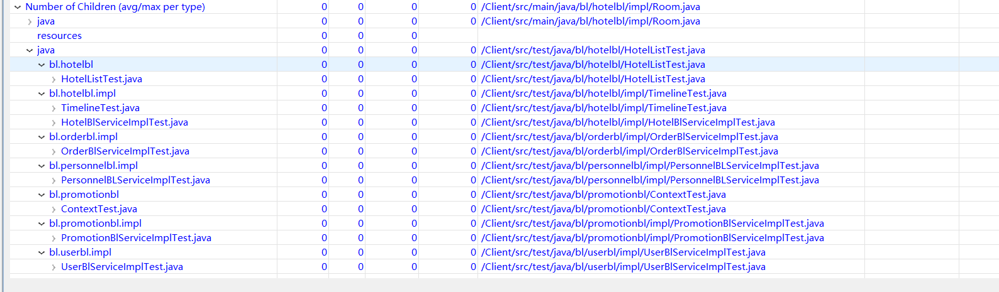 Number of Children (avg/max per type) 0 0 0 0 /Client/src/main/java/bl/hotelbl/impl/Room.java
java 0 0 0 0 /Client/src/main/java/bl/hotelbl/impl/Room.java
resources 0 0 0
java 0 0 0 0 /Client/src/test/java/bl/hotelbl/HotelListTest.java
bl.hotelbl 0 0 0 0 /Client/src/test/java/bl/hotelbl/HotelListTest.java
HotelListTest.java 0 0 0 0 /Client/src/test/java/bl/hotelbl/HotelListTest.java
bl.hotelbl.impl 0 0 0 0 /Client/src/test/java/bl/hotelbl/impl/TimelineTest.java
TimelineTest.java 0 0 0 0 /Client/src/test/java/bl/hotelbl/impl/TimelineTest.java
HotelBlServiceImplTest.java 0 0 0 0 /Client/src/test/java/bl/hotelbl/impl/HotelBlServiceImplTest.java
bl.orderbl.impl 0 0 0 0 /Client/src/test/java/bl/orderbl/impl/OrderBlServiceImplTest.java
OrderBlServiceImplTest.java 0 0 0 0 /Client/src/test/java/bl/orderbl/impl/OrderBlServiceImplTest.java
bl.personnelbl.impl 0 0 0 0 /Client/src/test/java/bl/personnelbl/impl/PersonnelBLServiceImplTest.java
PersonnelBLServiceImplTest.java 0 0 0 0 /Client/src/test/java/bl/personnelbl/impl/PersonnelBLServiceImplTest.java
bl.promotionbl 0 0 0 0 /Client/src/test/java/bl/promotionbl/ContextTest.java
ContextTest.java 0 0 0 0 /Client/src/test/java/bl/promotionbl/ContextTest.java
bl.promotionbl.impl 0 0 0 0 /Client/src/test/java/bl/promotionbl/impl/PromotionBlServiceImplTest.java
PromotionBlServiceImplTest.java 0 0 0 0 /Client/src/test/java/bl/promotionbl/impl/PromotionBlServiceImplTest.java
bl.userbl.impl 0 0 0 0 /Client/src/test/java/bl/userbl/impl/UserBlServiceImplTest.java
UserBlServiceImplTest.java 0 0 0 0 /Client/src/test/java/bl/userbl/impl/UserBlServiceImplTest.java